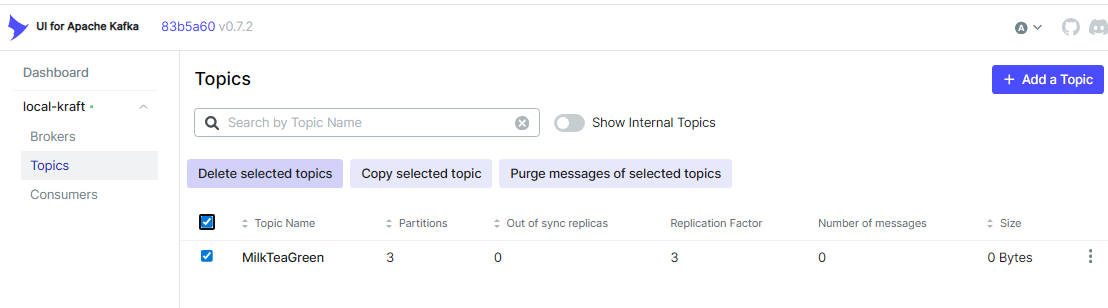 UI for Apache Kafka 83b5a60 v0.7.2 A
Dashboard
local-kraft
Brokers
Topics
Consumers
Topics
+ Add a Topic
Search by Topic Name
Show Internal Topics
Delete selected topics Copy selected topic Purge messages of selected topics
Topic Name Partitions Out of sync replicas Replication Factor Number of messages Size
MilkTeaGreen 3 0 3 0 0 Bytes